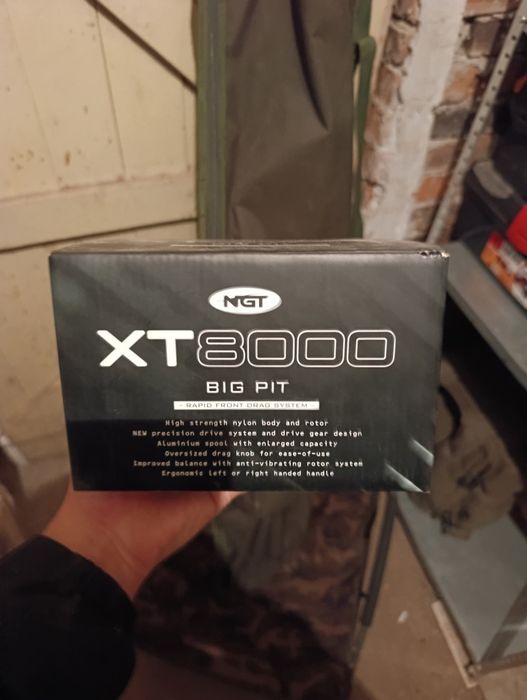 NGT
XT8000
BIG PIT
- RAPID FRONT DRAG SYSTEM -
High strength nylon body and rotor
NEW precision drive system and drive gear design
Aluminium spool with enlarged capacity
Oversized drag knob for ease-of-use
Improved balance with anti-vibrating rotor system
Ergonomic left or right handed handle